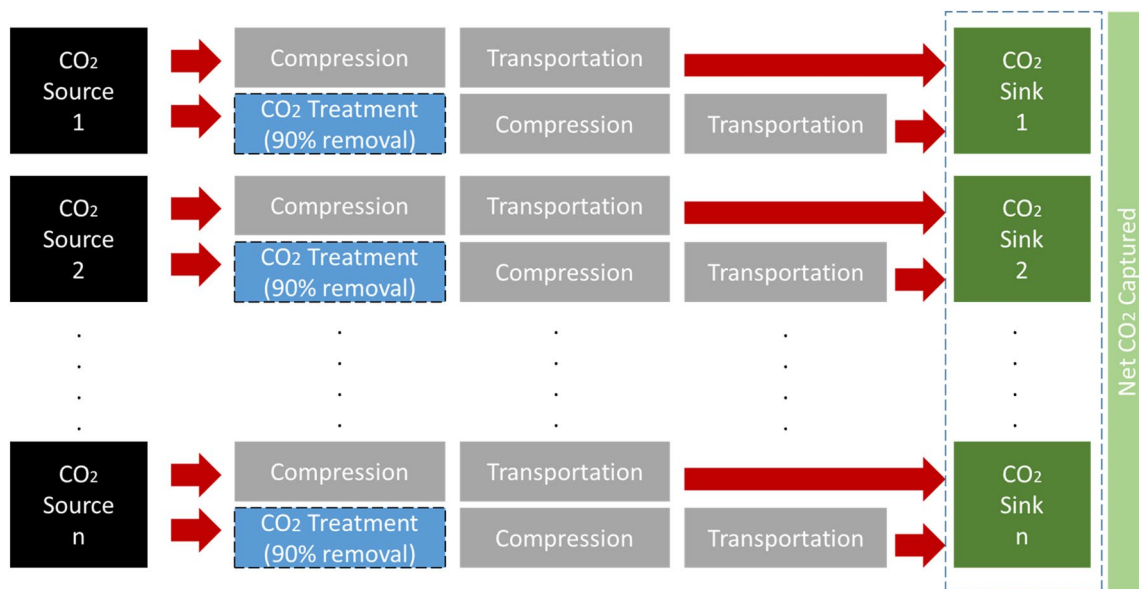 CO₂
Source
1
Compression
Transportation
CO₂ Treatment
(90% removal)
Compression
Transportation
CO₂
Sink
1
CO₂
Source
2
Compression
Transportation
CO₂ Treatment
(90% removal)
Compression
Transportation
CO₂
Sink
2
CO₂
Source
n
Compression
Transportation
CO₂ Treatment
(90% removal)
Compression
Transportation
CO₂
Sink
n
Net CO₂ Captured